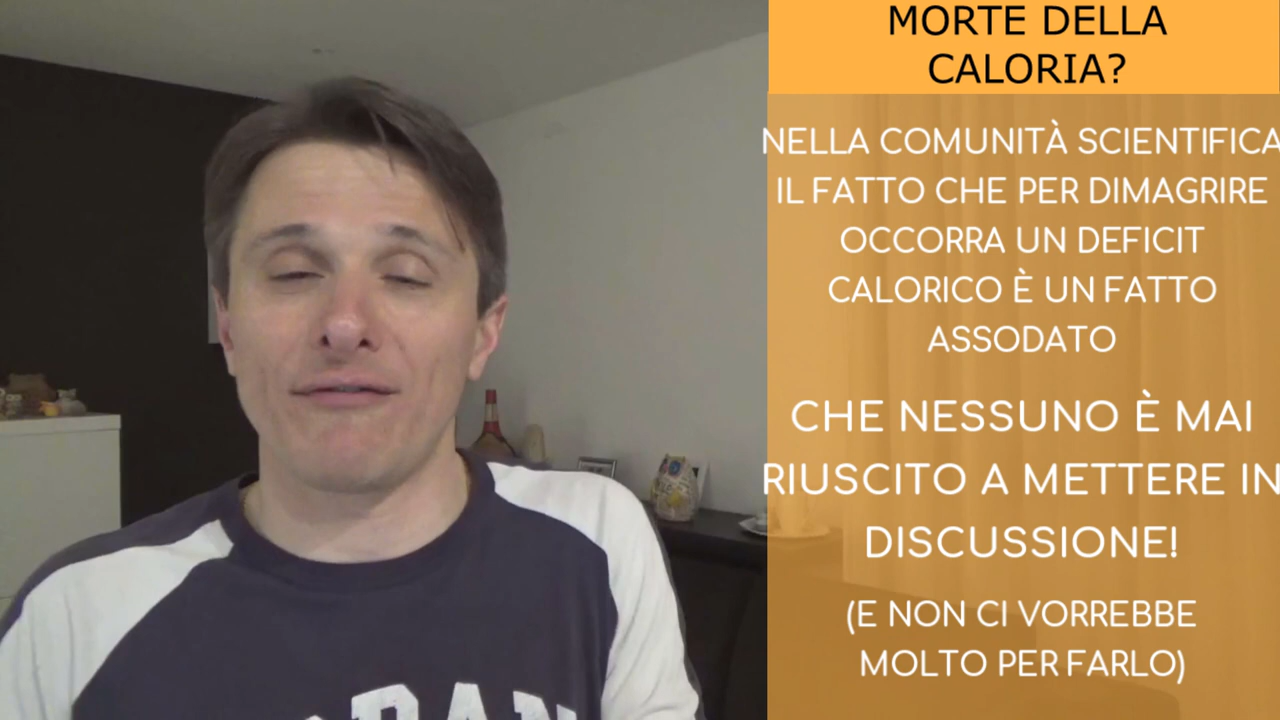 MORTE DELLA
CALORIA?
NELLA COMUNITÀ SCIENTIFICA
IL FATTO CHE PER DIMAGRIRE
OCCORRA UN DEFICIT
CALORICO È UN FATTO
ASSODATO
CHE NESSUNO È MAI
RIUSCITO A METTERE IN
DISCUSSIONE!
(E NON CI VORREBBE
MOLTO PER FARLO)